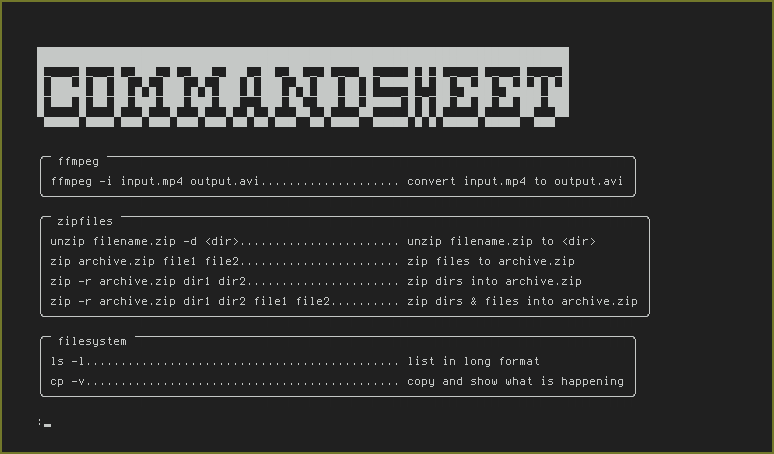 COMMANDSHEET
ffmpeg
ffmpeg -i input.mp4 output.avi.................... convert input.mp4 to output.avi
zipfiles
unzip filename.zip -d <dir>....................... unzip filename.zip to <dir>
zip archive.zip file1 file2....................... zip files to archive.zip
zip -r archive.zip dir1 dir2...................... zip dirs into archive.zip
zip -r archive.zip dir1 dir2 file1 file2.......... zip dirs & files into archive.zip
filesystem
ls -l............................................. list in long format
cp -v............................................. copy and show what is happening
: